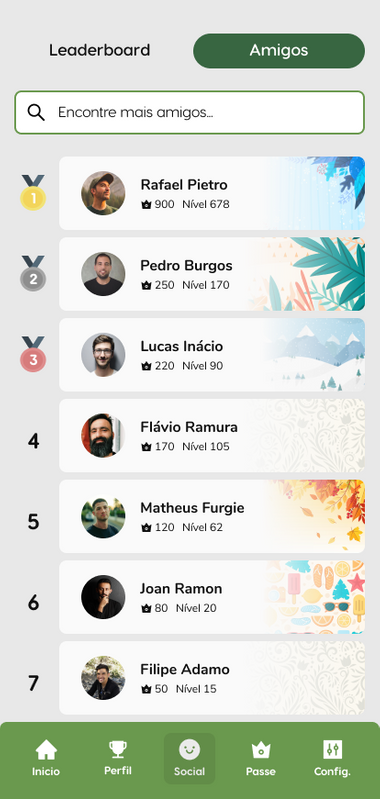 Leaderboard Amigos
Encontre mais amigos...
1
Rafael Pietro
900 Nível 678
2
Pedro Burgos
250 Nível 170
3
Lucas Inácio
220 Nível 90
4
Flávio Ramura
170 Nível 105
5
Matheus Furgie
120 Nível 62
6
Joan Ramon
80 Nível 20
7
Filipe Adamo
50 Nível 15
Inicio Perfil Social Passe Config.